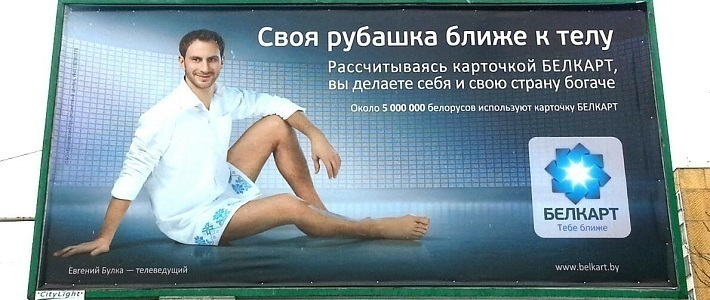 Своя рубашка ближе к телу
Рассчитываясь карточкой БЕЛКАРТ,
вы делаете себя и свою страну богаче
Около 5 000 000 белорусов используют карточку БЕЛКАРТ
БЕЛКАРТ
Тебе ближе
Евгений Булка — телеведущий
www.belkart.by
"CityLight"